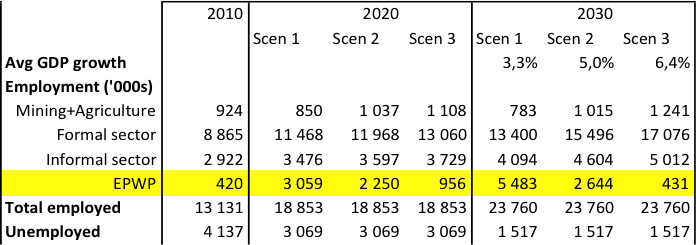 2010 2020 2030
Scen 1 Scen 2 Scen 3 Scen 1 Scen 2 Scen 3
Avg GDP growth 3,3% 5,0% 6,4%
Employment ('000s)
Mining+Agriculture 924 850 1 037 1 108 783 1 015 1 241
Formal sector 8 865 11 468 11 968 13 060 13 400 15 496 17 076
Informal sector 2 922 3 476 3 597 3 729 4 094 4 604 5 012
EPWP 420 3 059 2 250 956 5 483 2 644 431
Total employed 13 131 18 853 18 853 18 853 23 760 23 760 23 760
Unemployed 4 137 3 069 3 069 3 069 1 517 1 517 1 517